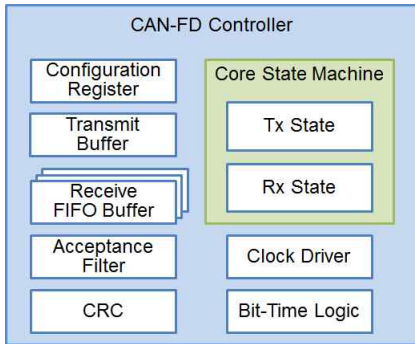 CAN-FD Controller
Configuration
Register
Transmit
Buffer
Receive
FIFO Buffer
Acceptance
Filter
CRC
Core State Machine
Tx State
Rx State
Clock Driver
Bit-Time Logic